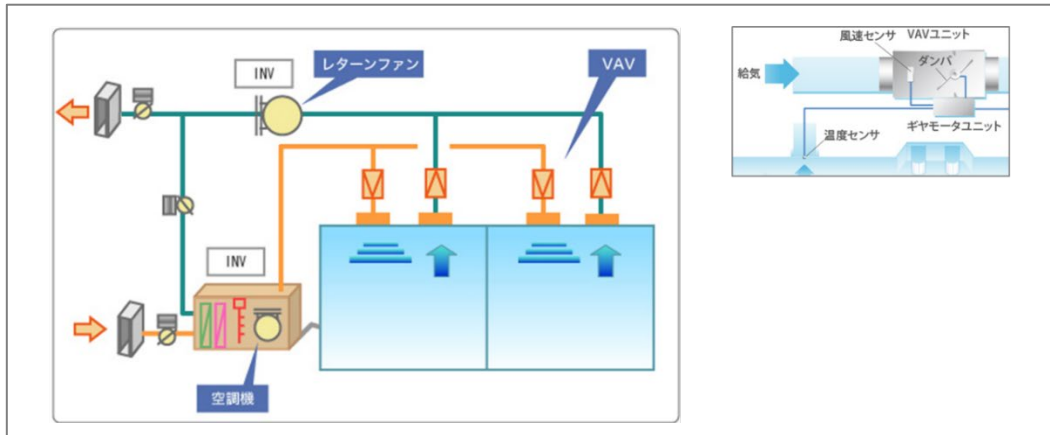 INV
レターンファン
VAV
INV
空調機
風速センサ
VAVユニット
ダンパ
給気
ギヤモータユニット
温度センサ